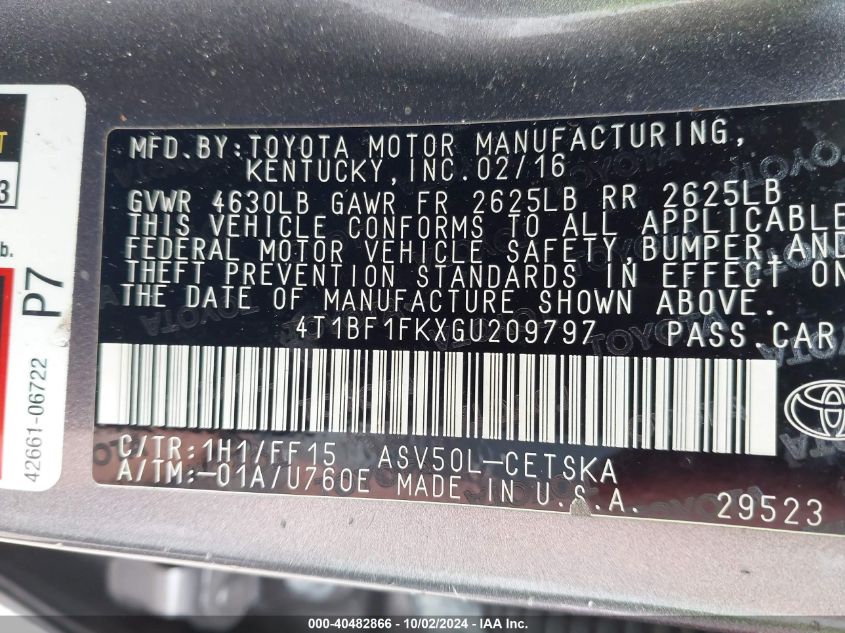 T
3
b.
P7
42661-06722
MFD.BY:TOYOTA MOTOR MANUFACTURING,
KENTUCKY,INC.02/16
GVWR 4630LB GAWR FR 2625LB RR 2625LB
THIS VEHICLE CONFORMS TO ALL APPLICABLE
FEDERAL MOTOR VEHICLE SAFETY,BUMPER,AND
THEFT PREVENTION STANDARDS IN EFFECT ON
THE DATE OF MANUFACTURE SHOWN ABOVE.
4T1BF1FKXGU209797 PASS.CAR
C/TR:1H1/FF15 ASV50L-CETSKA
A/TM:-01A/U760E MADE IN U.S.A. 29523
000-40482866 - 10/02/2024 - IAAI.com